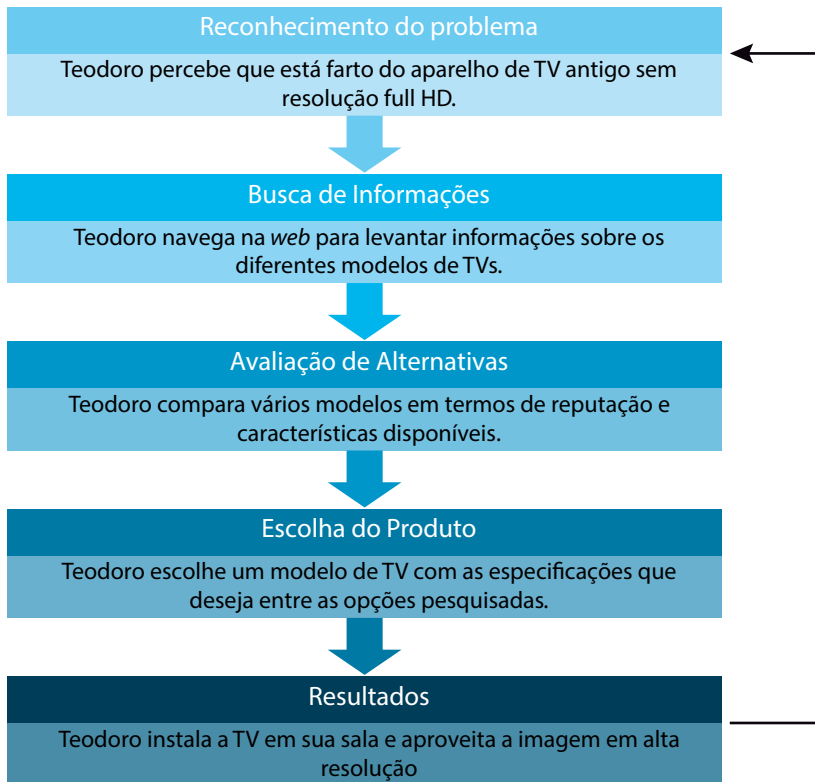 Reconhecimento do problema
Teodoro percebe que está farto do aparelho de TV antigo sem
resolução full HD.
Busca de Informações
Teodoro navega na web para levantar informações sobre os
diferentes modelos de TVs.
Avaliação de Alternativas
Teodoro compara vários modelos em termos de reputação e
características disponíveis.
Escolha do Produto
Teodoro escolhe um modelo de TV com as especificações que
deseja entre as opções pesquisadas.
Resultados
Teodoro instala a TV em sua sala e aproveita a imagem em alta
resolução